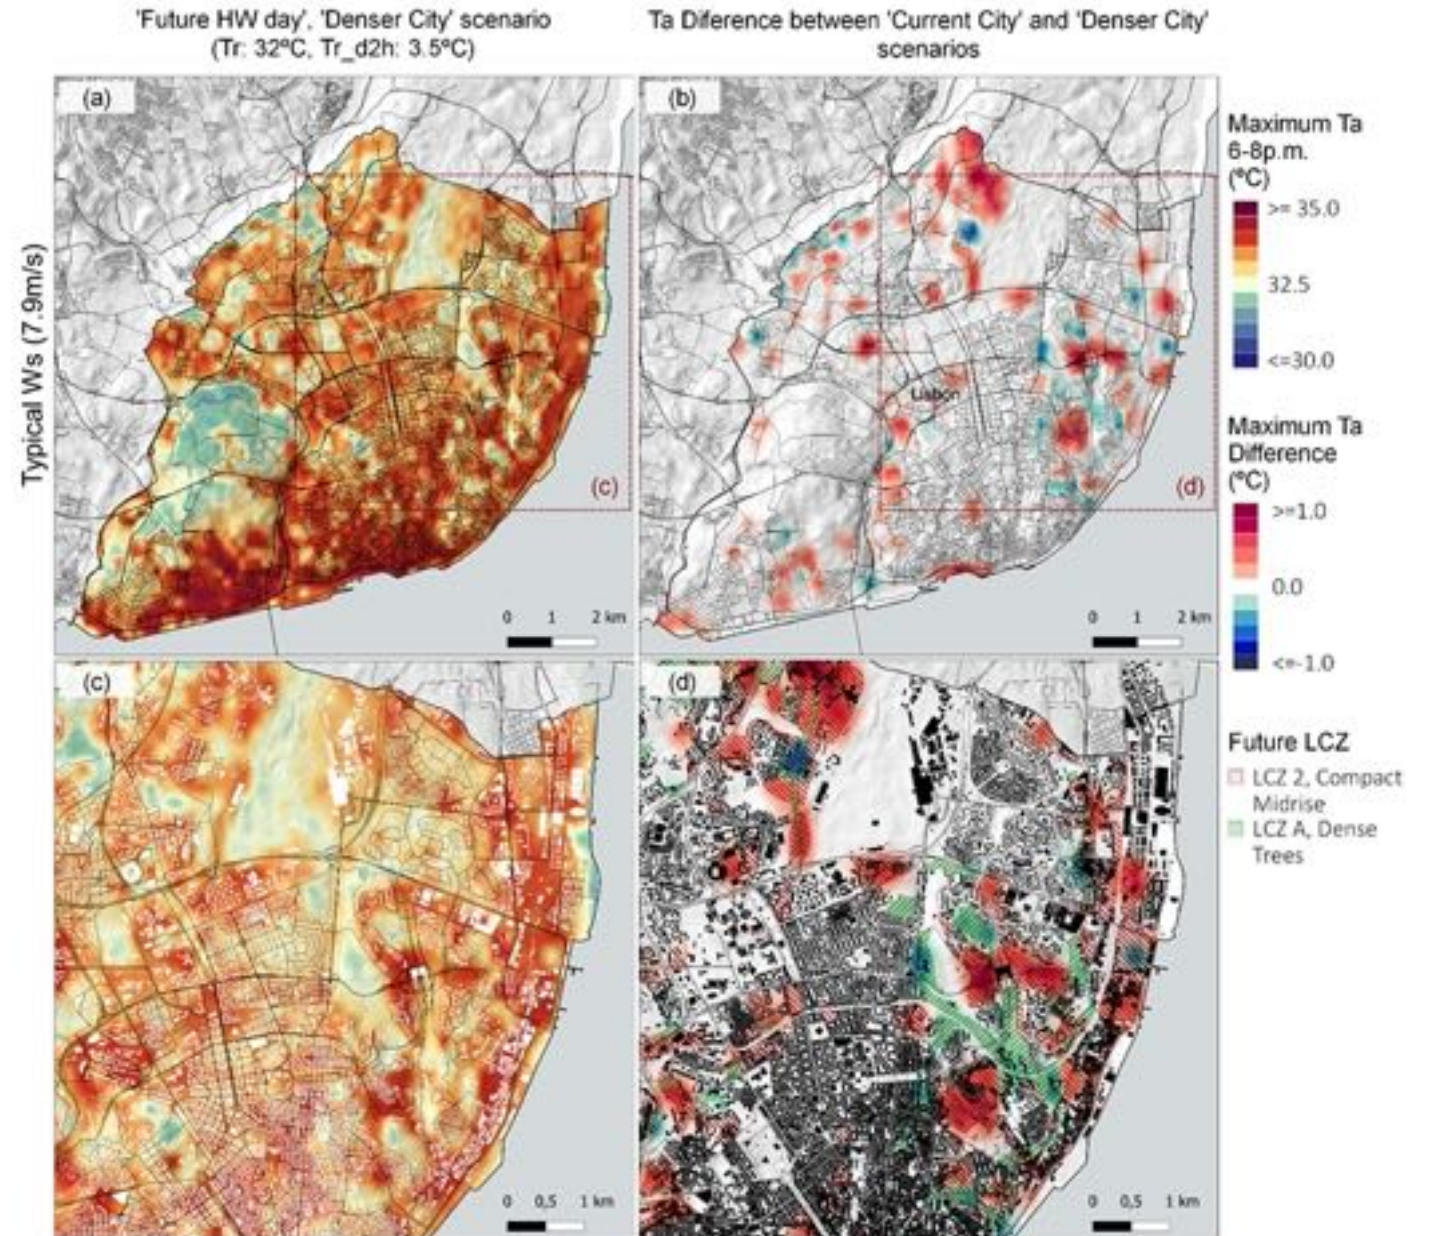 'Future HW day', 'Denser City' scenario
(Tr: 32ºC, Tr_d2h: 3.5ºC)
Ta Diference between 'Current City' and 'Denser City'
scenarios
Typical Ws (7.9m/s)
(a)
(c)
0 1 2 km
(b)
Lisbon
(d)
0 1 2 km
(c)
0 0,5 1 km
(d)
0 0,5 1 km
Maximum Ta
6-8p.m.
(ºC)
>= 35.0
32.5
<=30.0
Maximum Ta
Difference
(ºC)
>=1.0
0.0
<=-1.0
Future LCZ
LCZ 2, Compact
Midrise
LCZ A, Dense
Trees